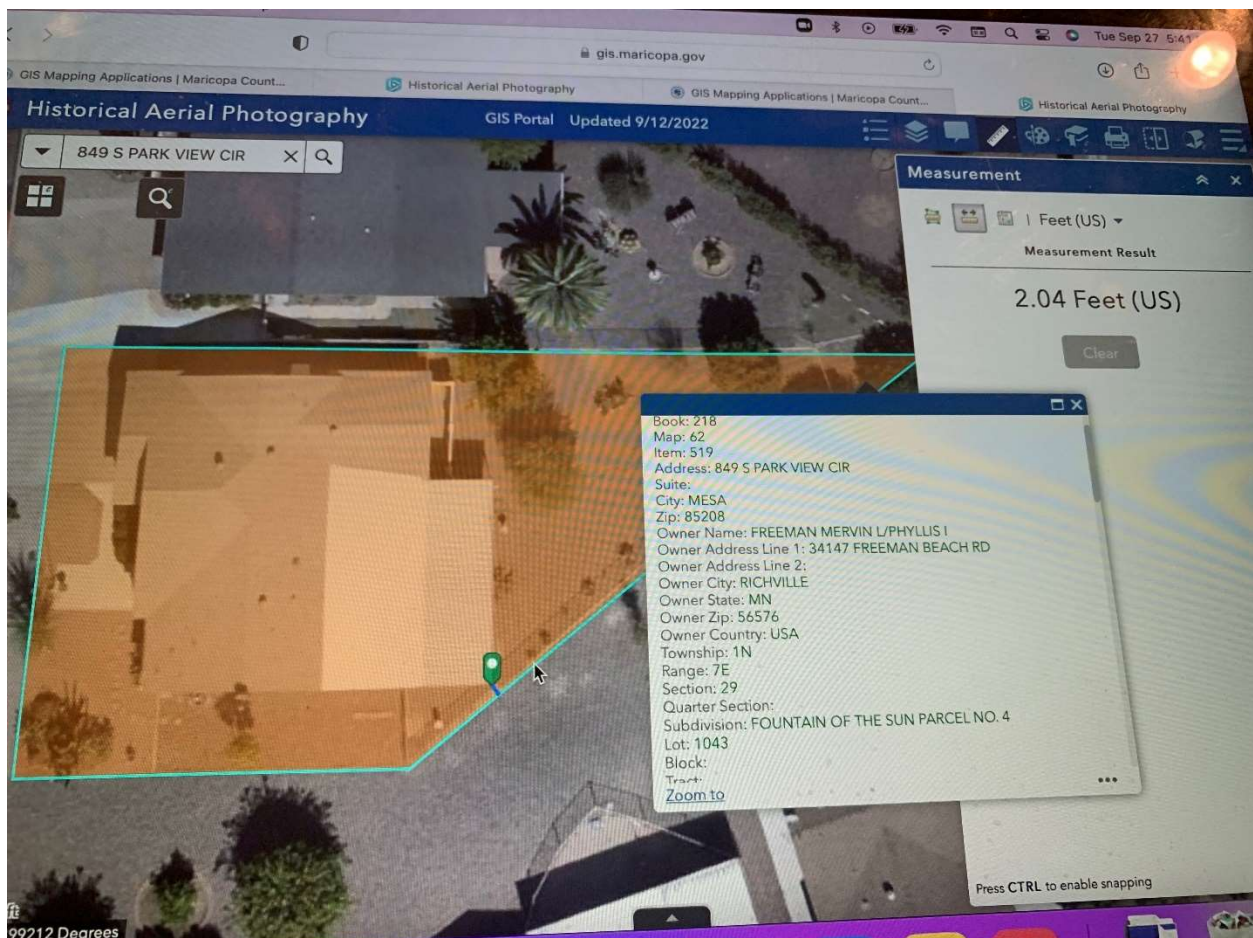 Tue Sep 27 5:41
gis.maricopa.gov
GIS Mapping Applications | Maricopa Count...
Historical Aerial Photography
GIS Mapping Applications | Maricopa Count...
Historical Aerial Photography
Historical Aerial Photography
GIS Portal Updated 9/12/2022
849 S PARK VIEW CIR
Measurement
Feet (US)
Measurement Result
2.04 Feet (US)
Clear
Book: 218
Map: 62
Item: 519
Address: 849 S PARK VIEW CIR
Suite:
City: MESA
Zip: 85208
Owner Name: FREEMAN MERVIN L/PHYLLIS I
Owner Address Line 1: 34147 FREEMAN BEACH RD
Owner Address Line 2:
Owner City: RICHVILLE
Owner State: MN
Owner Zip: 56576
Owner Country: USA
Township: 1N
Range: 7E
Section: 29
Quarter Section:
Subdivision: FOUNTAIN OF THE SUN PARCEL NO. 4
Lot: 1043
Block:
Tract:
Zoom to
Press CTRL to enable snapping
ft
99212 Degrees